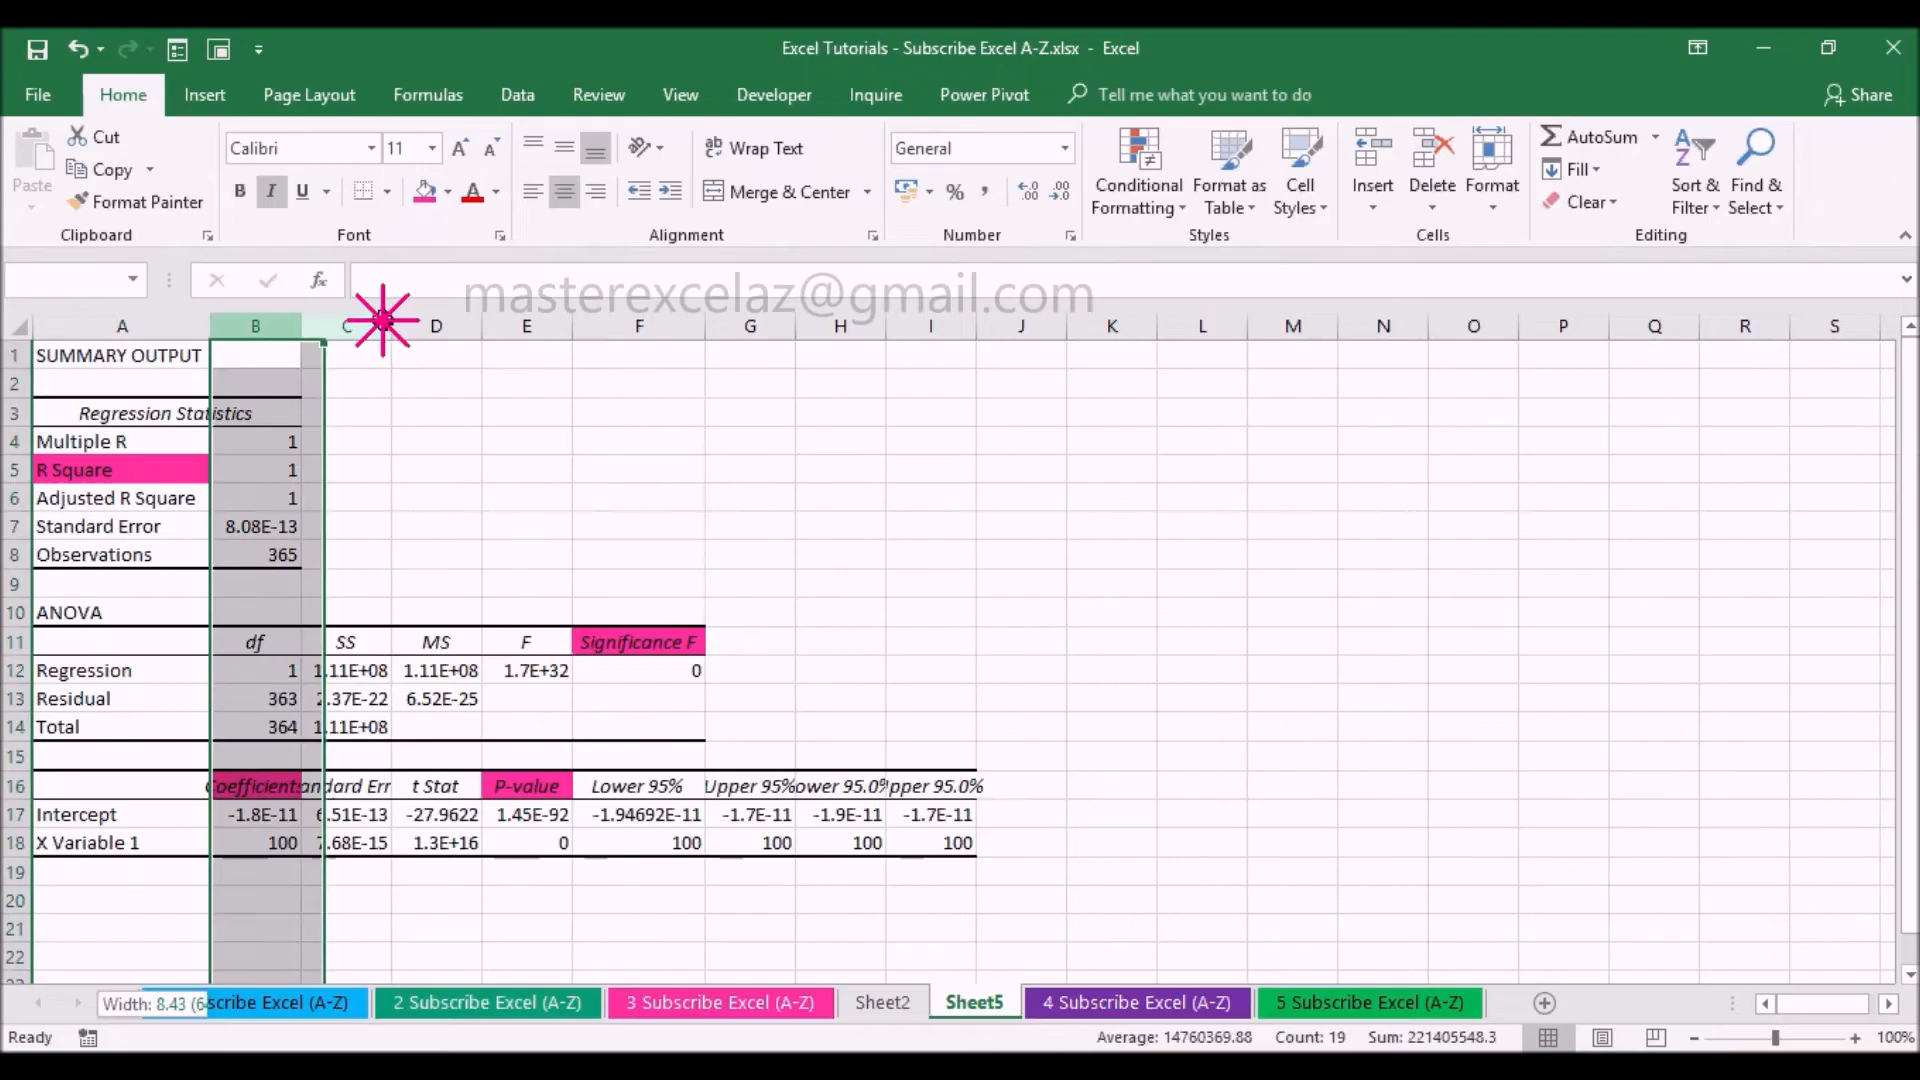 Excel Tutorials - Subscribe Excel A-Z.xlsx - Excel
File Home Insert Page Layout Formulas Data Review View Developer Inquire Power Pivot Tell me what you want to do Share
Paste Cut Copy Format Painter
Calibri 11
Wrap Text Merge & Center
General
Conditional Formatting Format as Table Cell Styles
Insert Delete Format
AutoSum Fill Clear Sort & Filter Find & Select
Clipboard Font Alignment Number Styles Cells Editing
masterexcelaz@gmail.com
A B C D E F G H I J K L M N O P Q R S
1 SUMMARY OUTPUT
2
3 Regression Statistics
4 Multiple R 1
5 R Square 1
6 Adjusted R Square 1
7 Standard Error 8.08E-13
8 Observations 365
9
10 ANOVA
11 df SS MS F Significance F
12 Regression 1 1.11E+08 1.11E+08 1.7E+32 0
13 Residual 363 2.37E-22 6.52E-25
14 Total 364 1.11E+08
15
16 Coefficients andard Err t Stat P-value Lower 95% Upper 95% ower 95.0% pper 95.0%
17 Intercept -1.8E-11 6.51E-13 -27.9622 1.45E-92 -1.94692E-11 -1.7E-11 -1.9E-11 -1.7E-11
18 X Variable 1 100 7.68E-15 1.3E+16 0 100 100 100 100
19
20
21
22
Width: 8.43 (6 scribe Excel (A-Z) 2 Subscribe Excel (A-Z) 3 Subscribe Excel (A-Z) Sheet2 Sheet5 4 Subscribe Excel (A-Z) 5 Subscribe Excel (A-Z)
Ready Average: 14760369.88 Count: 19 Sum: 221405548.3 100%